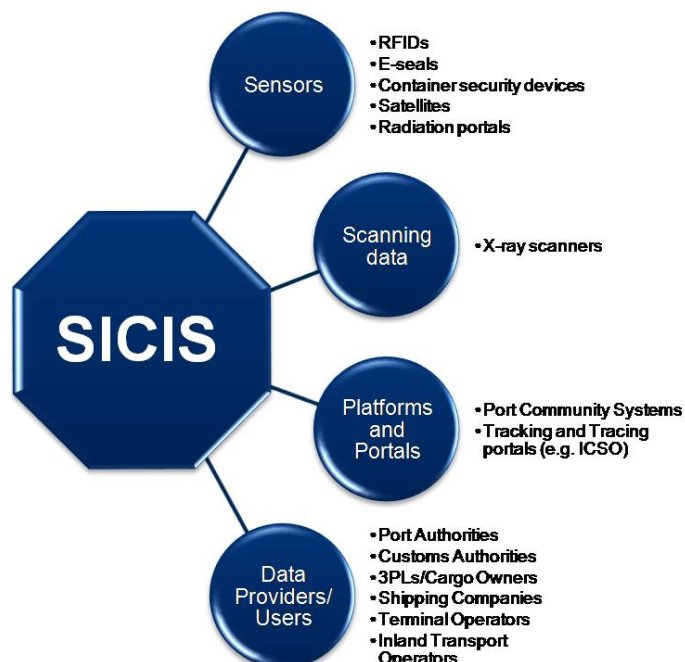 Sensors
•RFIDs
•E-seals
•Container security devices
•Satellites
•Radiation portals
SICIS
Scanning
data
•X-ray scanners
Platforms
and
Portals
•Port Community Systems
•Tracking and Tracing
portals (e.g. ICSO)
Data
Providers/
Users
•Port Authorities
•Customs Authorities
•3PLs/Cargo Owners
•Shipping Companies
•Terminal Operators
•Inland Transport
Operators